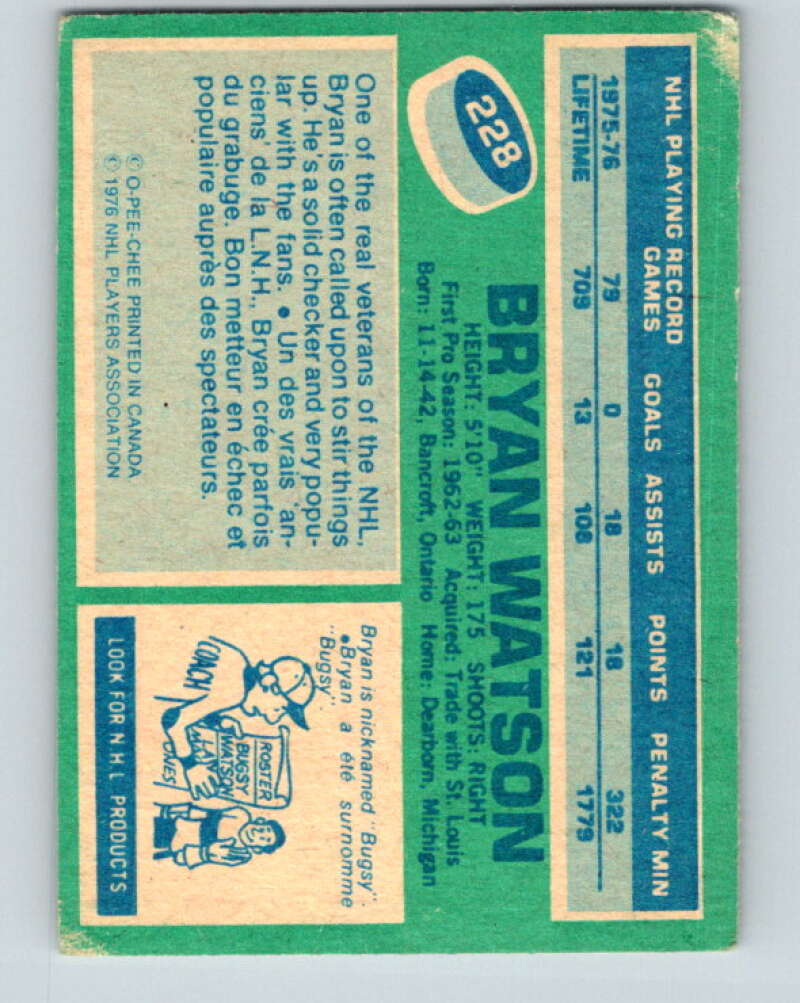 NHL PLAYING RECORD
GAMES GOALS ASSISTS POINTS PENALTY MIN
1975-76 79 0 18 18 322
LIFETIME 709 13 108 121 1779
228
BRYAN WATSON
HEIGHT: 5'10" WEIGHT: 175 SHOOTS: RIGHT
First Pro Season: 1962-63 Acquired: Trade with St. Louis
Born: 11-14-42, Bancroft, Ontario Home: Dearborn, Michigan
One of the real veterans of the NHL,
Bryan is often called upon to stir things
up. He's a solid checker and very popu-
lar with the fans. • Un des vrais 'an-
ciens' de la L.N.H., Bryan crée parfois
du grabuge. Bon metteur en échec et
populaire auprès des spectateurs.
© O-PEE-CHEE PRINTED IN CANADA
© 1976 NHL PLAYERS ASSOCIATION
Bryan is nicknamed "Bugsy".
•Bryan a été surnomme
"Bugsy".
COACH
ROSTER
BUGSY
WATSON
JONES
LOOK FOR NHL PRODUCTS